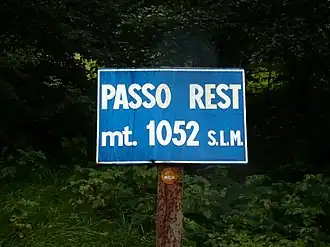 PASSO REST
mt. 1052 S.L.M.